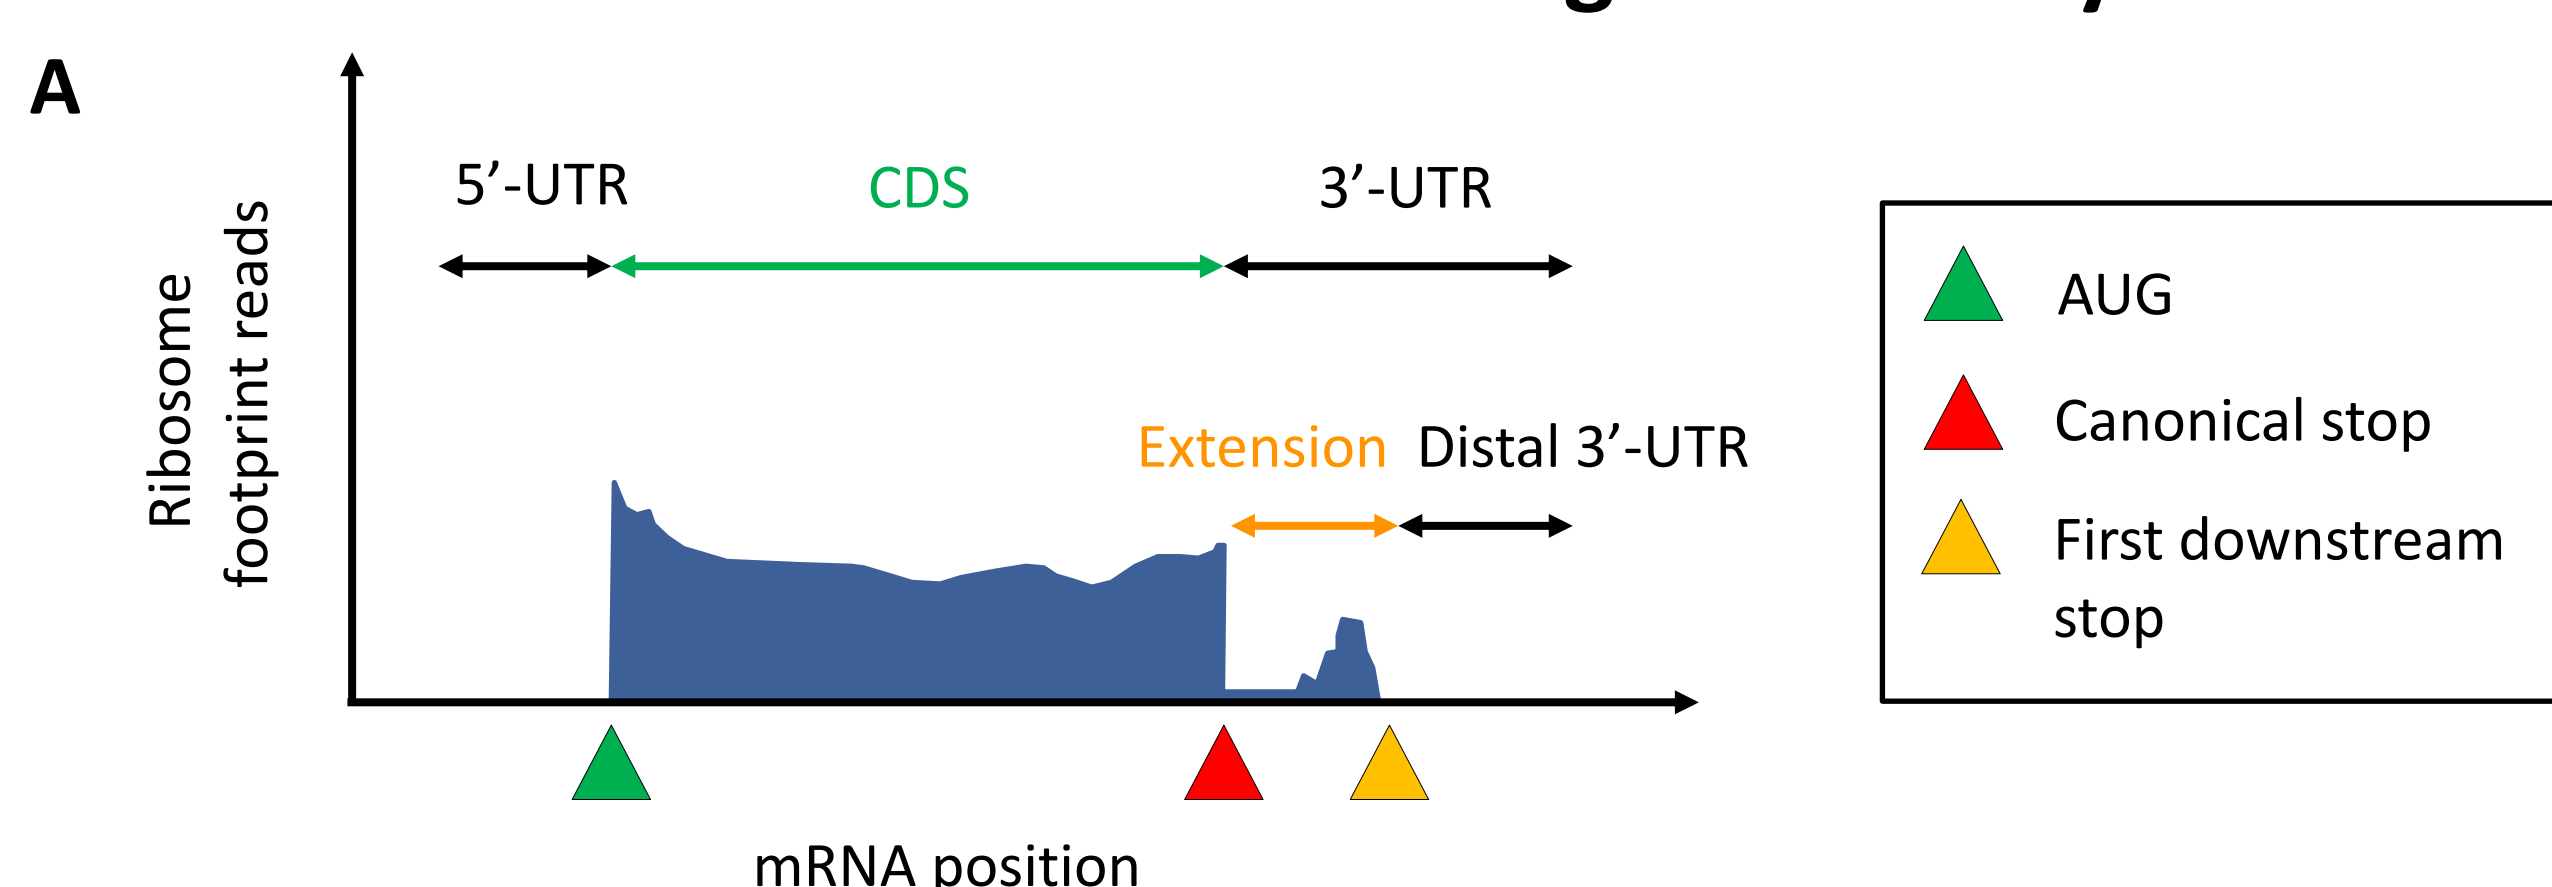 A
5’-UTR
CDS
3’-UTR
Ribosome
footprint reads
Extension
Distal 3’-UTR
mRNA position
AUG
Canonical stop
First downstream
stop